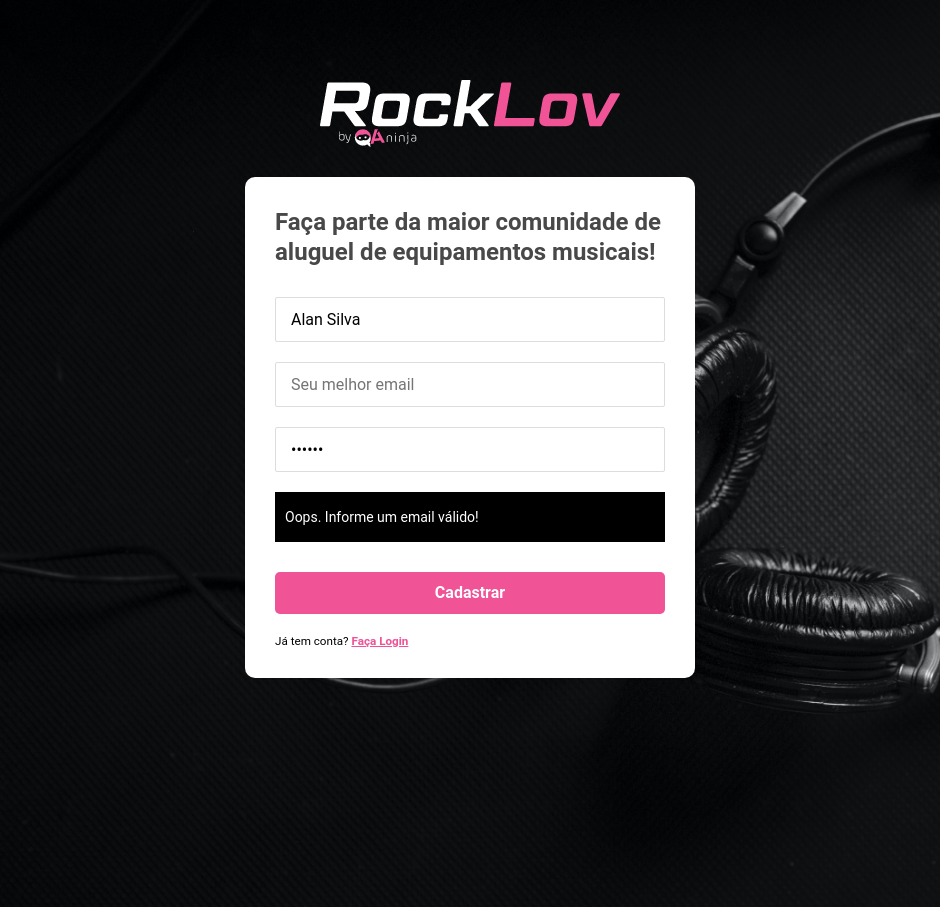 RockLov
by QAninja
Faça parte da maior comunidade de
aluguel de equipamentos musicais!
Alan Silva
Seu melhor email
••••••
Oops. Informe um email válido!
Cadastrar
Já tem conta? Faça Login